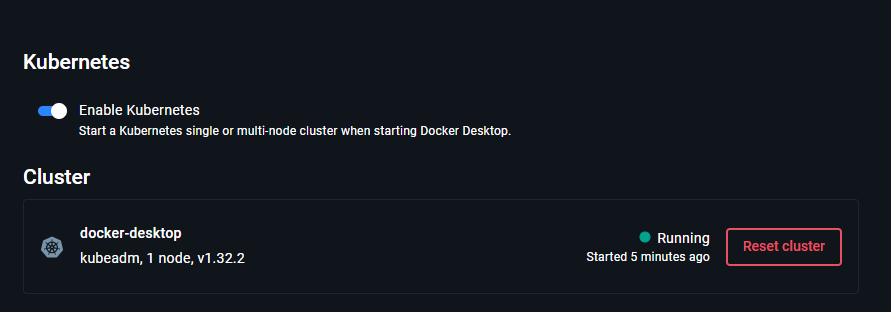 Kubernetes
Enable Kubernetes
Start a Kubernetes single or multi-node cluster when starting Docker Desktop.
Cluster
docker-desktop
kubeadm, 1 node, v1.32.2
Running
Started 5 minutes ago
Reset cluster